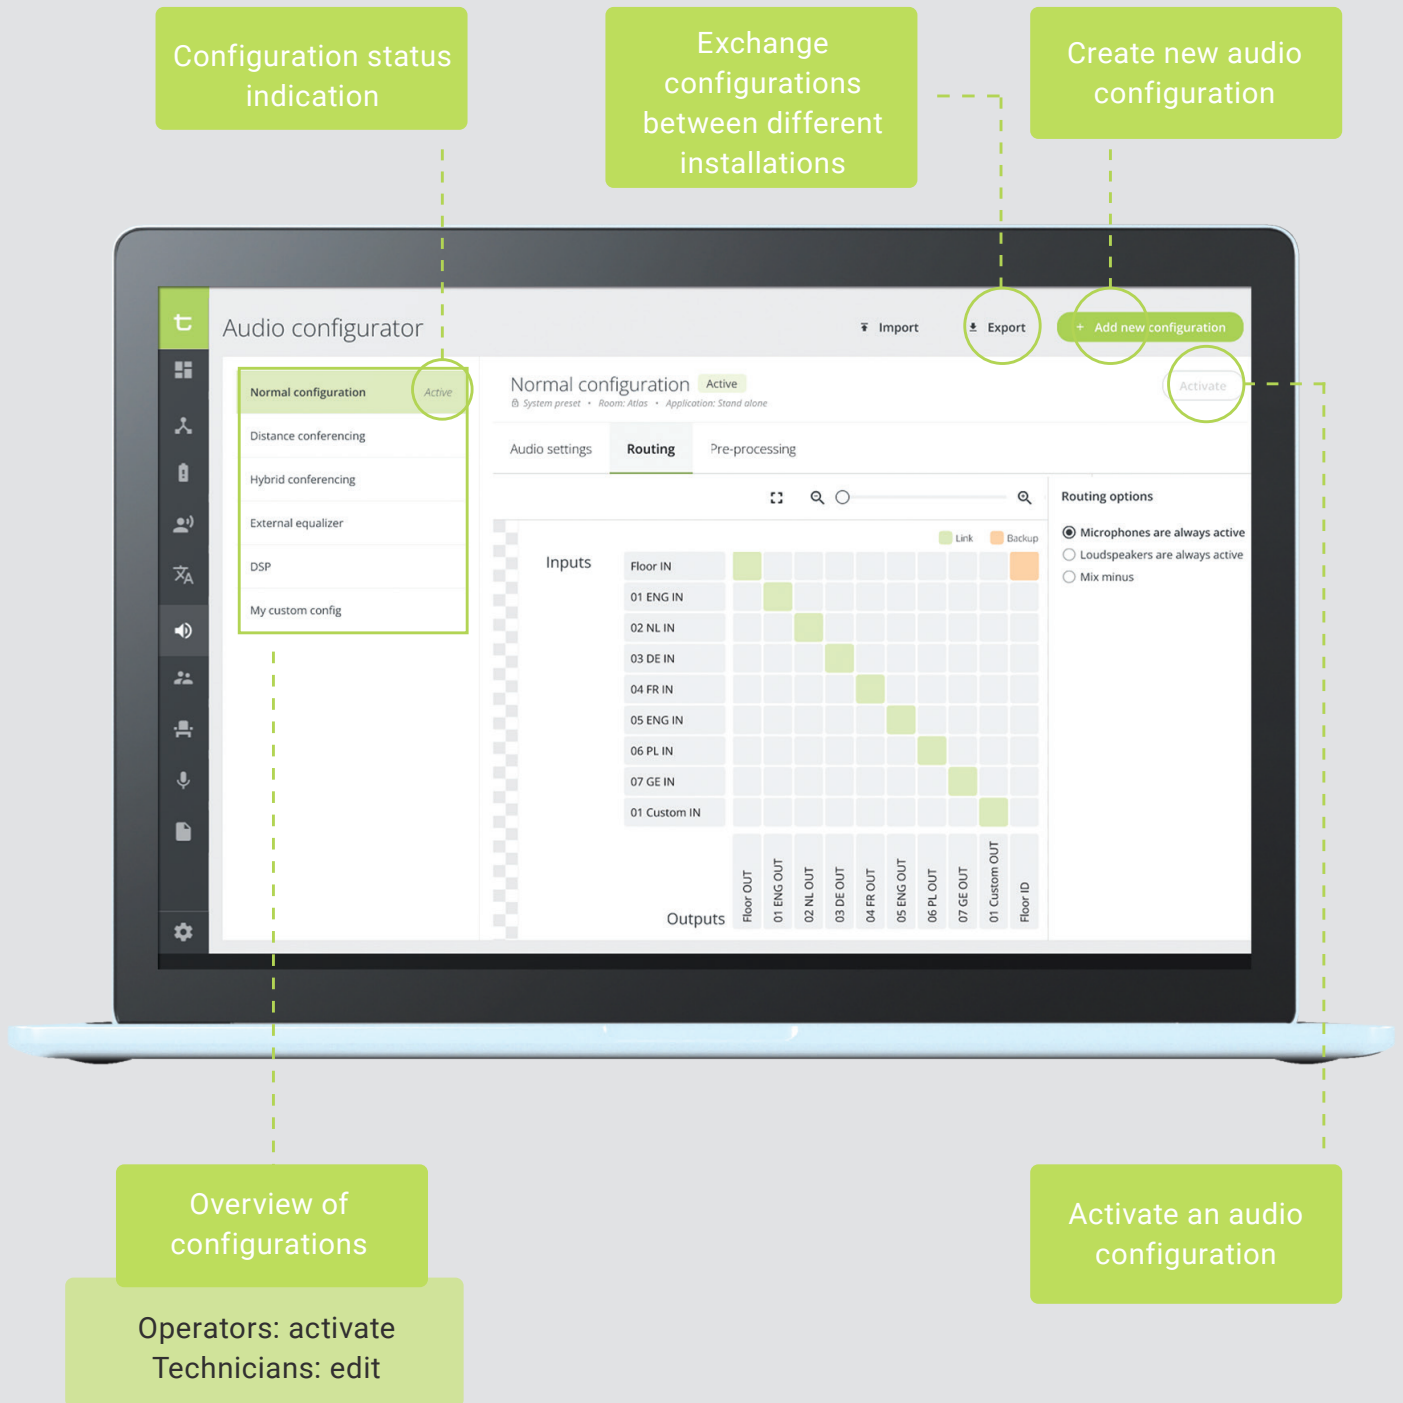 Configuration status
indication
Exchange
configurations
between different
installations
Create new audio
configuration
t
Audio configurator
Import
Export
+ Add new configuration
Normal configuration
Active
Distance conferencing
Hybrid conferencing
External equalizer
DSP
My custom config
Normal configuration
Active
Activate
System preset • Room: Atlas • Application: Stand alone
Audio settings
Routing
Pre-processing
Link
Backup
Inputs
Floor IN
01 ENG IN
02 NL IN
03 DE IN
04 FR IN
05 ENG IN
06 PL IN
07 GE IN
01 Custom IN
Outputs
Floor OUT
01 ENG OUT
02 NL OUT
03 DE OUT
04 FR OUT
05 ENG OUT
06 PL OUT
07 GE OUT
01 Custom OUT
Floor ID
Routing options
Microphones are always active
Loudspeakers are always active
Mix minus
Overview of
configurations
Operators: activate
Technicians: edit
Activate an audio
configuration